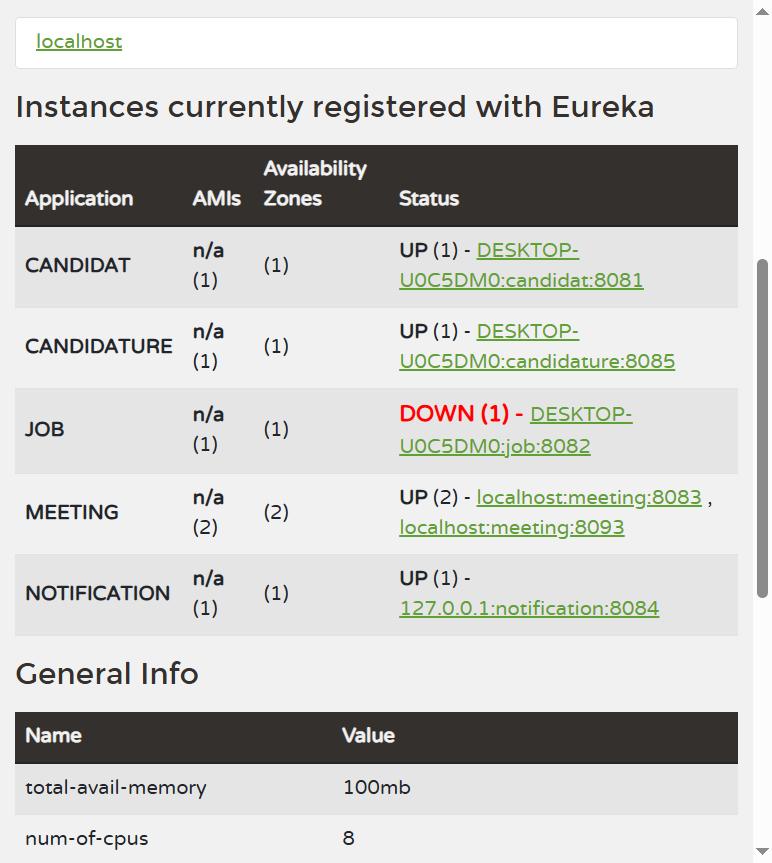 localhost
Instances currently registered with Eureka
Application AMIs Availability Zones Status
CANDIDAT n/a (1) (1) UP (1) - DESKTOP-
U0C5DM0:candidat:8081
CANDIDATURE n/a (1) (1) UP (1) - DESKTOP-
U0C5DM0:candidature:8085
JOB n/a (1) (1) DOWN (1) - DESKTOP-
U0C5DM0:job:8082
MEETING n/a (2) (2) UP (2) - localhost:meeting:8083 ,
localhost:meeting:8093
NOTIFICATION n/a (1) (1) UP (1) -
127.0.0.1:notification:8084
General Info
Name Value
total-avail-memory 100mb
num-of-cpus 8